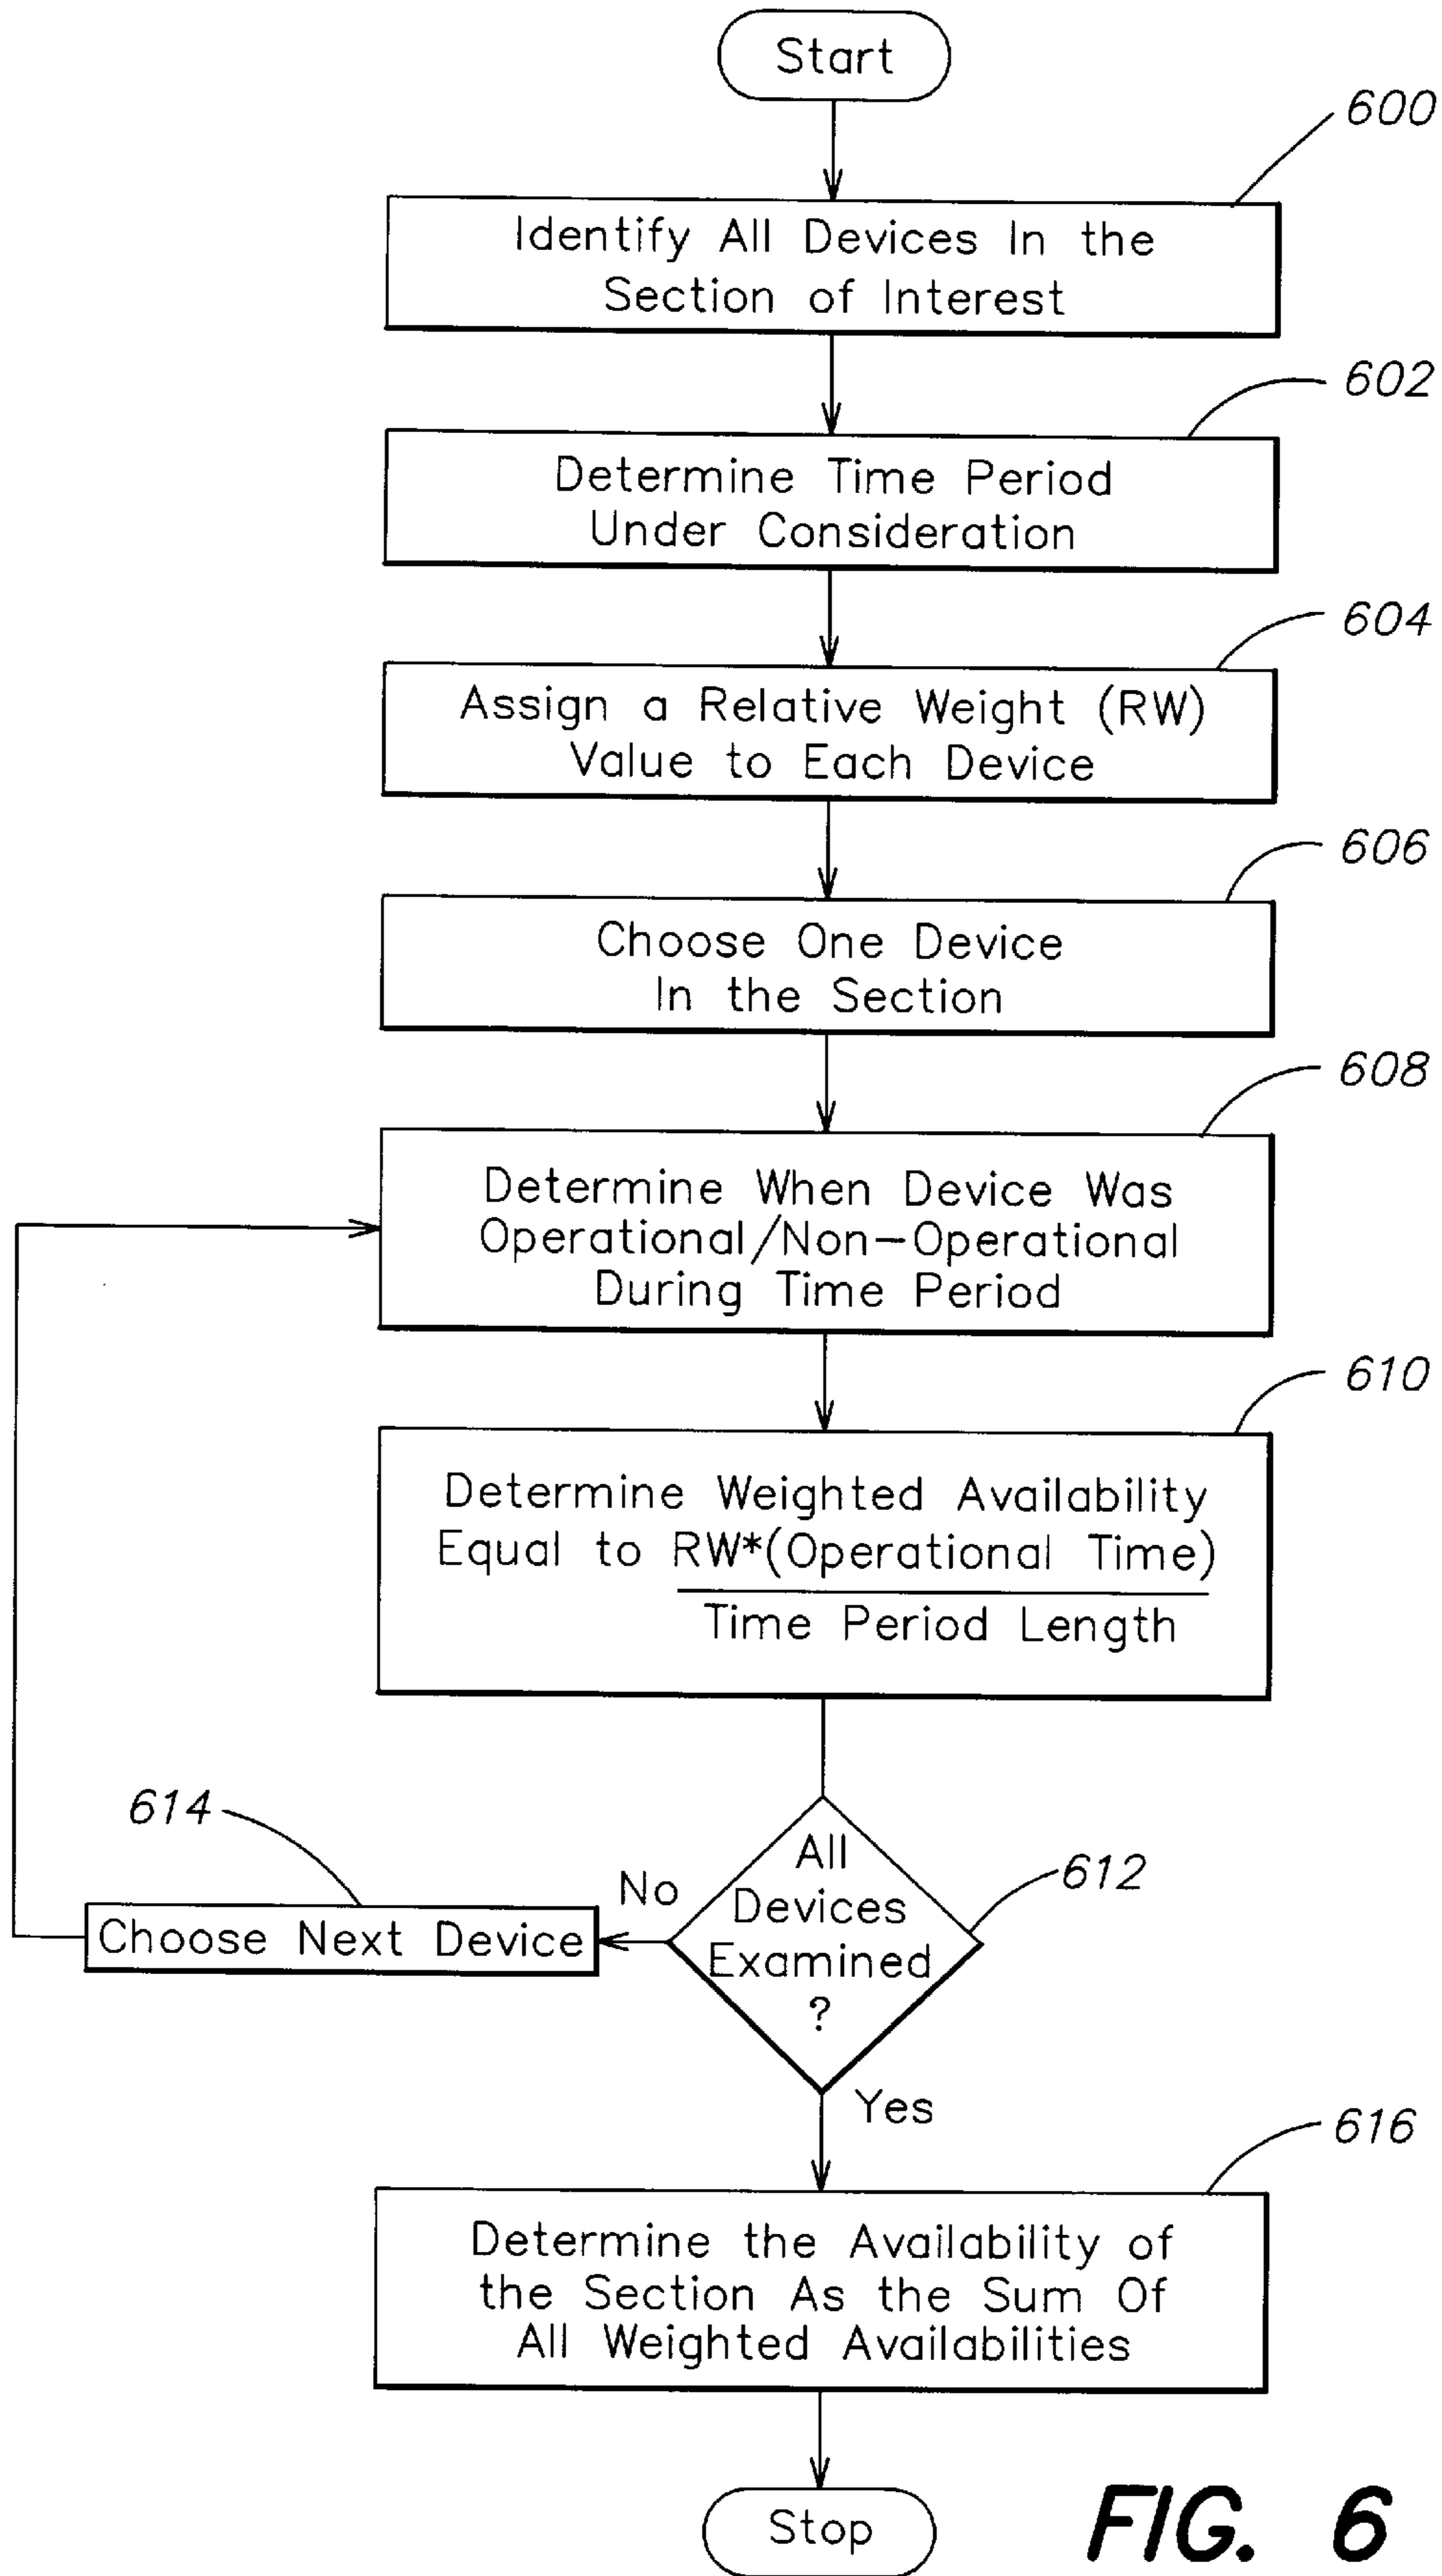 Start
600
Identify All Devices In the
Section of Interest
602
Determine Time Period
Under Consideration
604
Assign a Relative Weight (RW)
Value to Each Device
606
Choose One Device
In the Section
608
Determine When Device Was
Operational/Non-Operational
During Time Period
610
Determine Weighted Availability
Equal to RW*(Operational Time)
Time Period Length
614
Choose Next Device
No
All
Devices
Examined
?
612
Yes
616
Determine the Availability of
the Section As the Sum Of
All Weighted Availabilities
Stop
FIG. 6